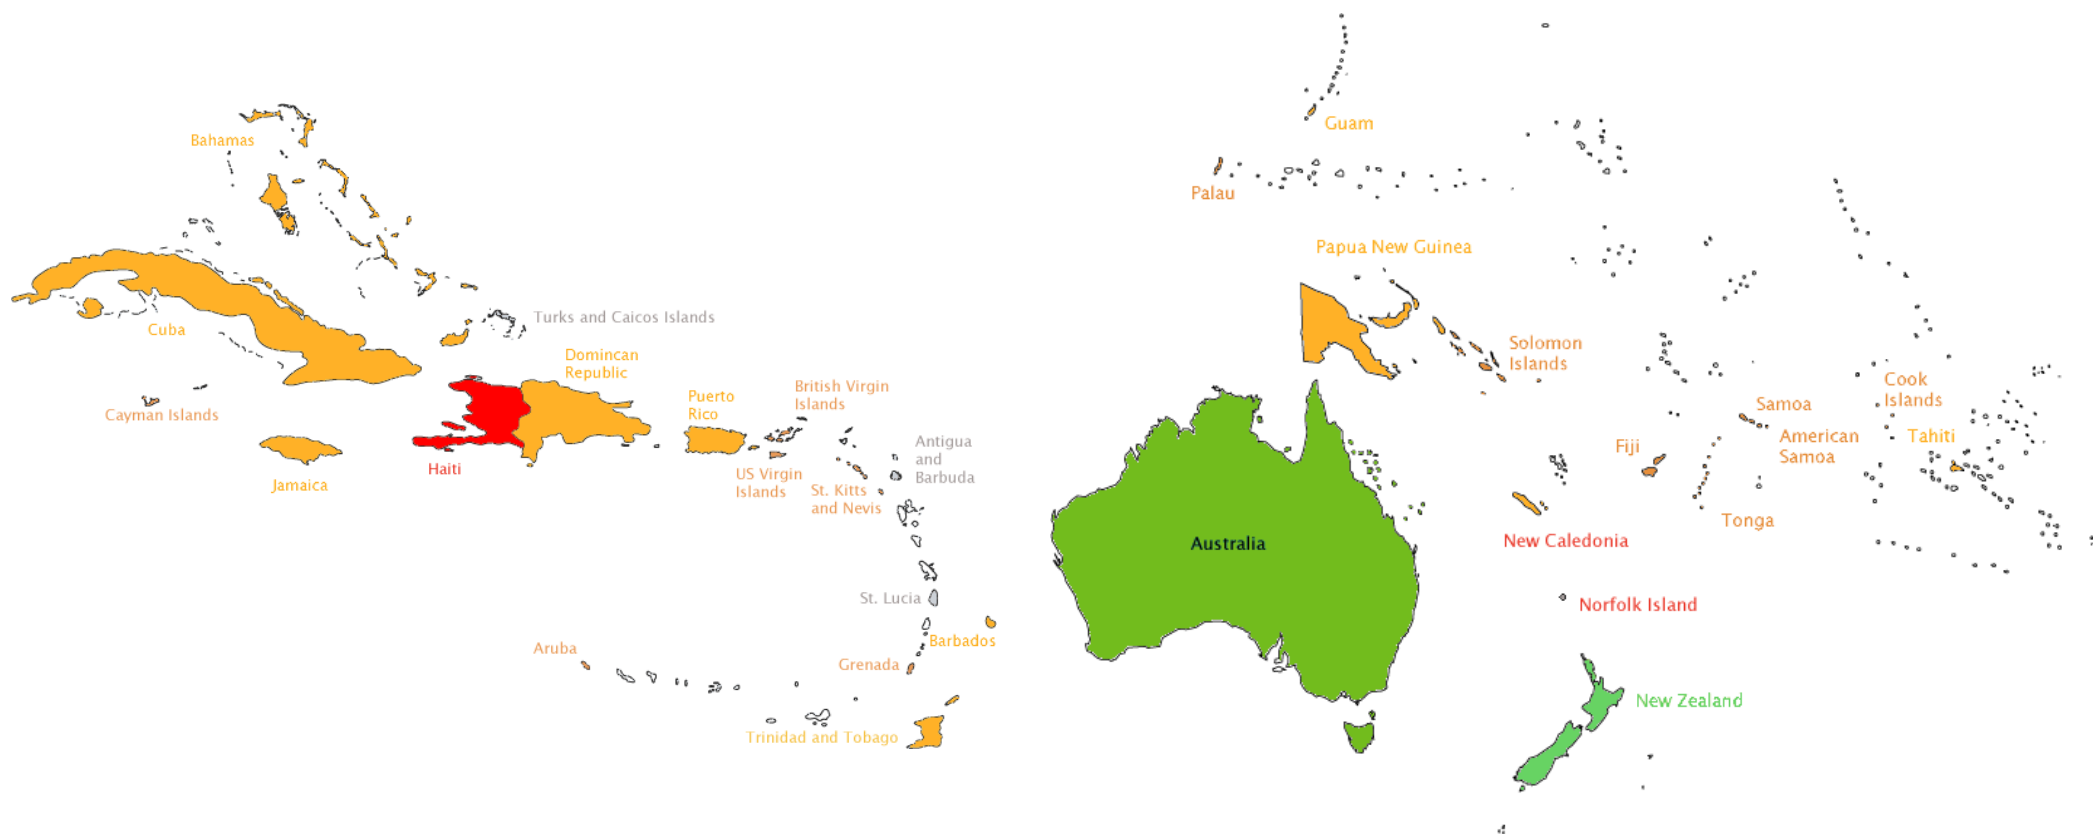 Bahamas
Turks and Caicos Islands
Cuba
Domincan
Republic
Cayman Islands
Puerto
Rico
British Virgin
Islands
Haiti
Jamaica
US Virgin
Islands
St. Kitts
and Nevis
Antigua
and
Barbuda
St. Lucia
Barbados
Aruba
Grenada
Trinidad and Tobago
Guam
Palau
Papua New Guinea
Solomon
Islands
Cook
Islands
Samoa
American
Samoa
Tahiti
Fiji
Tonga
New Caledonia
Australia
Norfolk Island
New Zealand